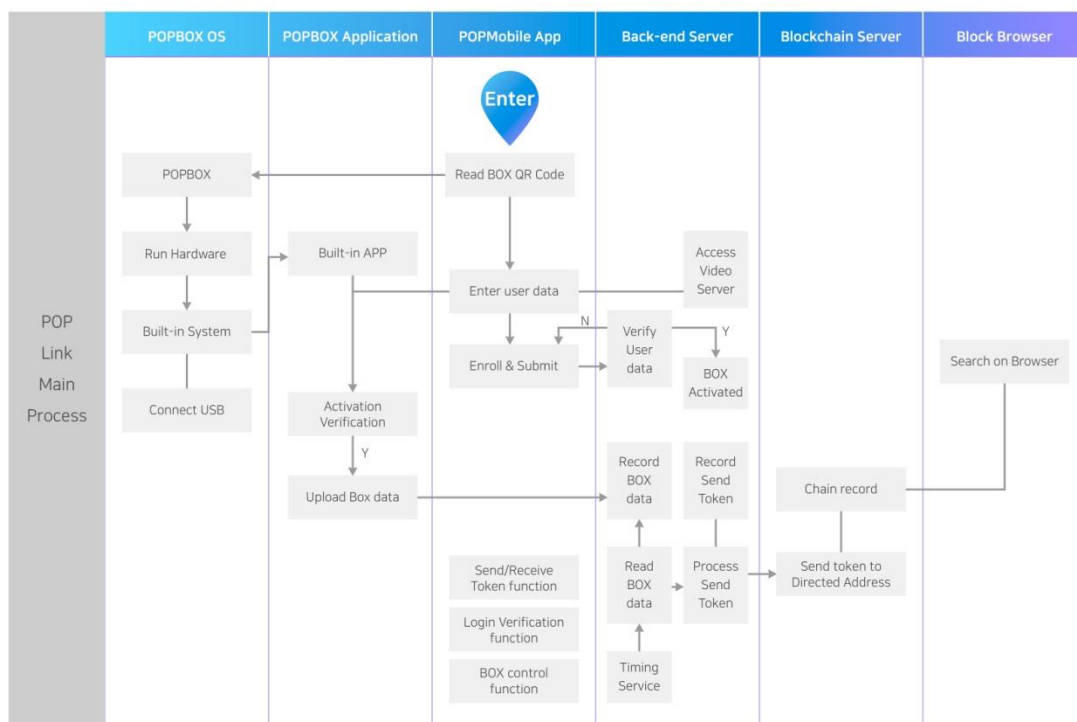 POPBOX OS
POPBOX Application
POPMobile App
Back-end Server
Blockchain Server
Block Browser
POP
Link
Main
Process
Enter
POPBOX
Read BOX QR Code
Run Hardware
Built-in APP
Access
Video
Server
Enter user data
Built-in System
N
Verify
User
data
Y
Enroll & Submit
BOX
Activated
Search on Browser
Connect USB
Activation
Verification
Y
Upload Box data
Record
BOX
data
Record
Send
Token
Chain record
Send/Receive
Token function
Read
BOX
data
Process
Send
Token
Send token to
Directed Address
Login Verification
function
BOX control
function
Timing
Service